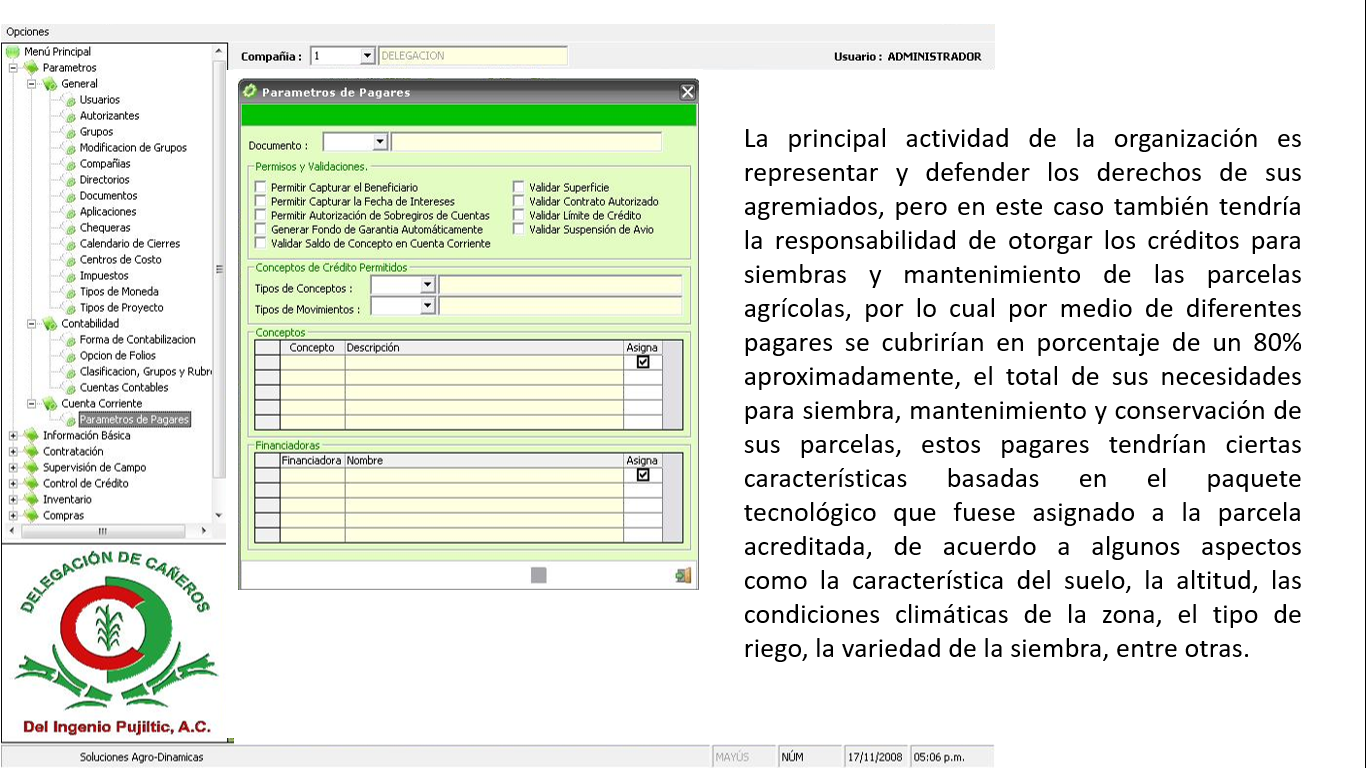 Opciones
Menú Principal
Parametros
General
Usuarios
Autorizantes
Grupos
Modificacion de Grupos
Compañias
Directorios
Documentos
Aplicaciones
Chequeras
Calendario de Cierres
Centros de Costo
Impuestos
Tipos de Moneda
Tipos de Proyecto
Contabilidad
Forma de Contabilizacion
Opcion de Folios
Clasificacion, Grupos y Rubr
Cuentas Contables
Cuenta Corriente
Parametros de Pagares
Información Básica
Contratación
Supervisión de Campo
Control de Crédito
Inventario
Compras
DELEGACIÓN DE CAÑEROS
Del Ingenio Pujiltic, A.C.
Compañia : 1 DELEGACION
Usuario : ADMINISTRADOR
Parametros de Pagares
Documento :
Permisos y Validaciones.
Permitir Capturar el Beneficiario
Permitir Capturar la Fecha de Intereses
Permitir Autorización de Sobregiros de Cuentas
Generar Fondo de Garantia Automáticamente
Validar Saldo de Concepto en Cuenta Corriente
Validar Superficie
Validar Contrato Autorizado
Validar Límite de Crédito
Validar Suspensión de Avio
Conceptos de Crédito Permitidos
Tipos de Conceptos :
Tipos de Movimientos :
Conceptos
Concepto Descripción Asigna
Financiadoras
Financiadora Nombre Asigna
La principal actividad de la organización es
representar y defender los derechos de sus
agremiados, pero en este caso también tendría
la responsabilidad de otorgar los créditos para
siembras y mantenimiento de las parcelas
agrícolas, por lo cual por medio de diferentes
pagares se cubrirían en porcentaje de un 80%
aproximadamente, el total de sus necesidades
para siembra, mantenimiento y conservación de
sus parcelas, estos pagares tendrían ciertas
características basadas en el paquete
tecnológico que fuese asignado a la parcela
acreditada, de acuerdo a algunos aspectos
como la característica del suelo, la altitud, las
condiciones climáticas de la zona, el tipo de
riego, la variedad de la siembra, entre otras.
Soluciones Agro-Dinamicas
MAYÚS NÚM 17/11/2008 05:06 p.m.